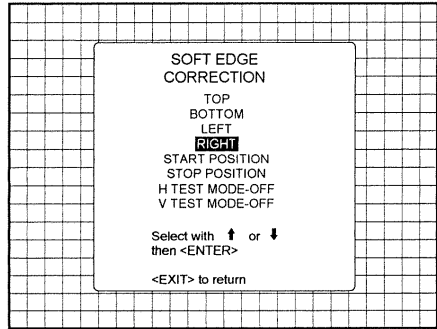 SOFT EDGE
CORRECTION
TOP
BOTTOM
LEFT
RIGHT
START POSITION
STOP POSITION
H TEST MODE-OFF
V TEST MODE-OFF
Select with ⬆ or ⬇
then <ENTER>
<EXIT> to return